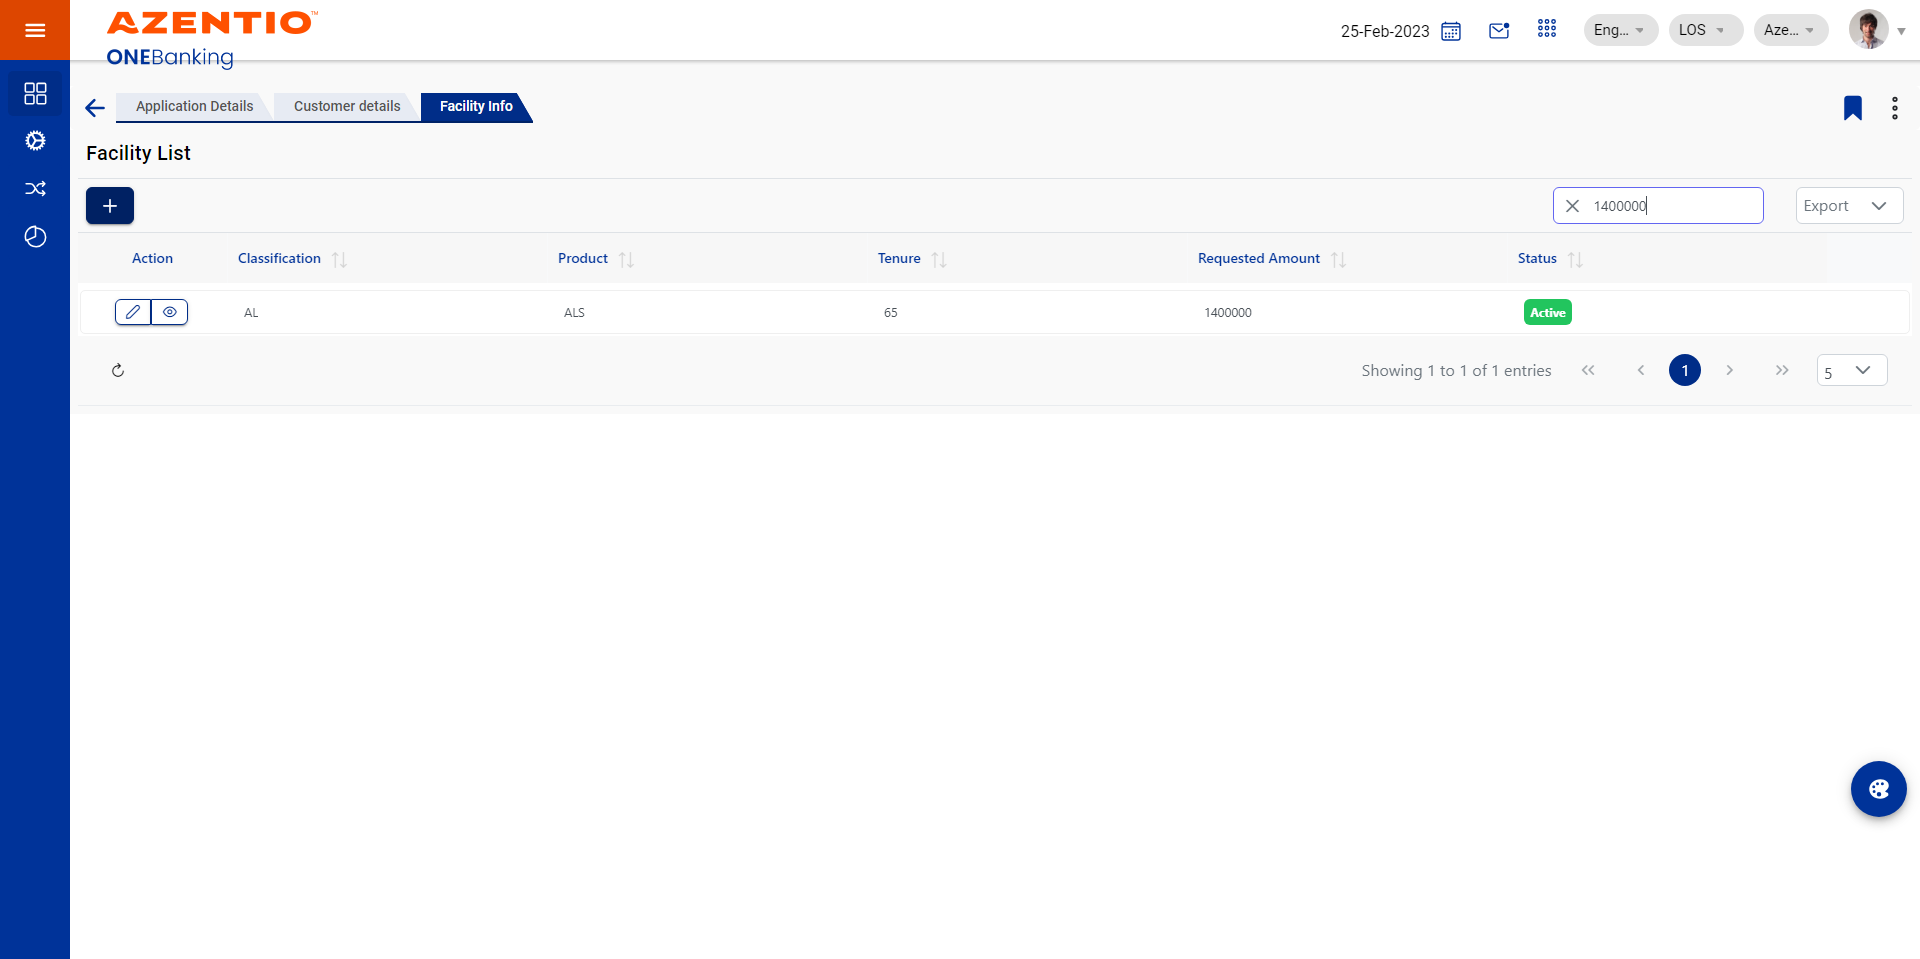 AZENTIO™
ONEBanking
25-Feb-2023
Eng...
LOS
Aze...
Application Details
Customer details
Facility Info
Facility List
1400000
Export
Action
Classification
Product
Tenure
Requested Amount
Status
AL
ALS
65
1400000
Active
Showing 1 to 1 of 1 entries
1
5